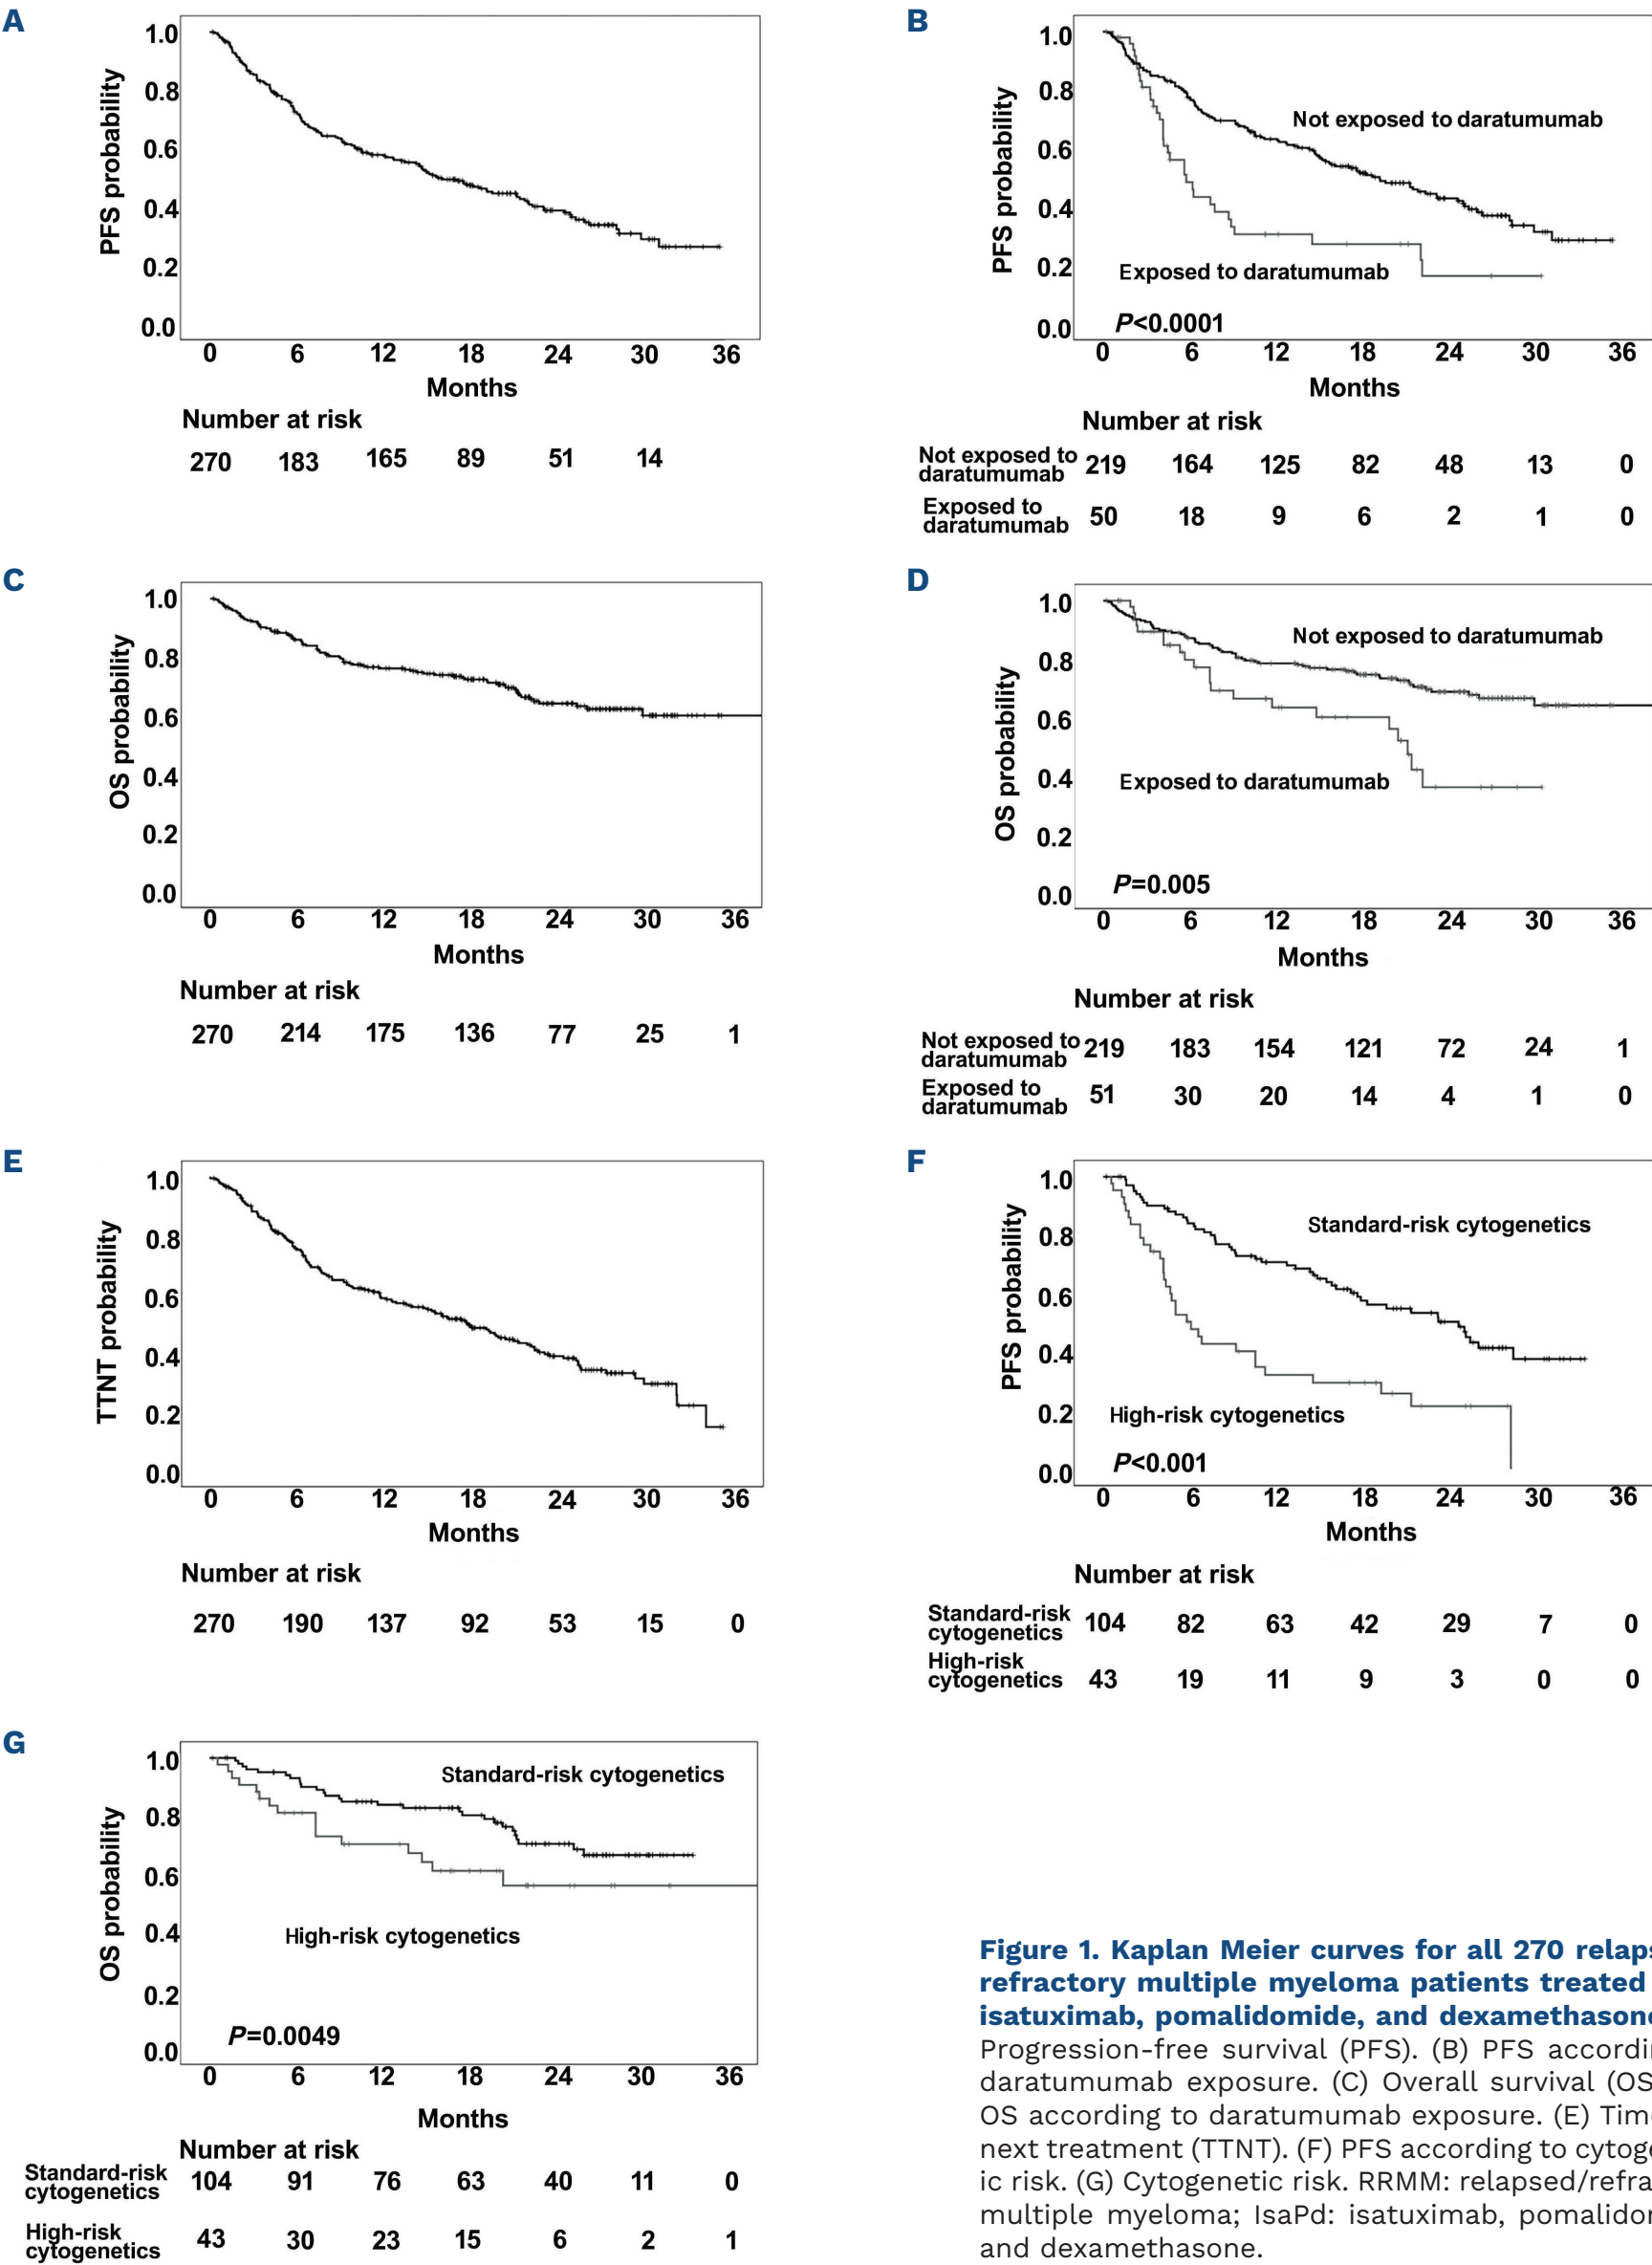 A
1.0
0.8
0.6
0.4
0.2
0.0
PFS probability
0 6 12 18 24 30 36
Months
Number at risk
270 183 165 89 51 14
B
1.0
0.8
0.6
0.4
0.2
0.0
PFS probability
Not exposed to daratumumab
Exposed to daratumumab
P<0.0001
0 6 12 18 24 30 36
Months
Number at risk
Not exposed to
daratumumab
219 164 125 82 48 13 0
Exposed to
daratumumab
50 18 9 6 2 1 0
C
1.0
0.8
0.6
0.4
0.2
0.0
OS probability
0 6 12 18 24 30 36
Months
Number at risk
270 214 175 136 77 25 1
D
1.0
0.8
0.6
0.4
0.2
0.0
OS probability
Not exposed to daratumumab
Exposed to daratumumab
P=0.005
0 6 12 18 24 30 36
Months
Number at risk
Not exposed to
daratumumab
219 183 154 121 72 24 1
Exposed to
daratumumab
51 30 20 14 4 1 0
E
1.0
0.8
0.6
0.4
0.2
0.0
TTNT probability
0 6 12 18 24 30 36
Months
Number at risk
270 190 137 92 53 15 0
F
1.0
0.8
0.6
0.4
0.2
0.0
PFS probability
Standard-risk cytogenetics
High-risk cytogenetics
P<0.001
0 6 12 18 24 30 36
Months
Number at risk
Standard-risk
cytogenetics
104 82 63 42 29 7 0
High-risk
cytogenetics
43 19 11 9 3 0 0
G
1.0
0.8
0.6
0.4
0.2
0.0
OS probability
Standard-risk cytogenetics
High-risk cytogenetics
P=0.0049
0 6 12 18 24 30 36
Months
Number at risk
Standard-risk
cytogenetics
104 91 76 63 40 11 0
High-risk
cytogenetics
43 30 23 15 6 2 1
Figure 1. Kaplan Meier curves for all 270 relaps
refractory multiple myeloma patients treated
isatuximab, pomalidomide, and dexamethasone
Progression-free survival (PFS). (B) PFS accordin
daratumumab exposure. (C) Overall survival (OS
OS according to daratumumab exposure. (E) Tim
next treatment (TTNT). (F) PFS according to cytoge
ic risk. (G) Cytogenetic risk. RRMM: relapsed/refra
multiple myeloma; IsaPd: isatuximab, pomalido
and dexamethasone.